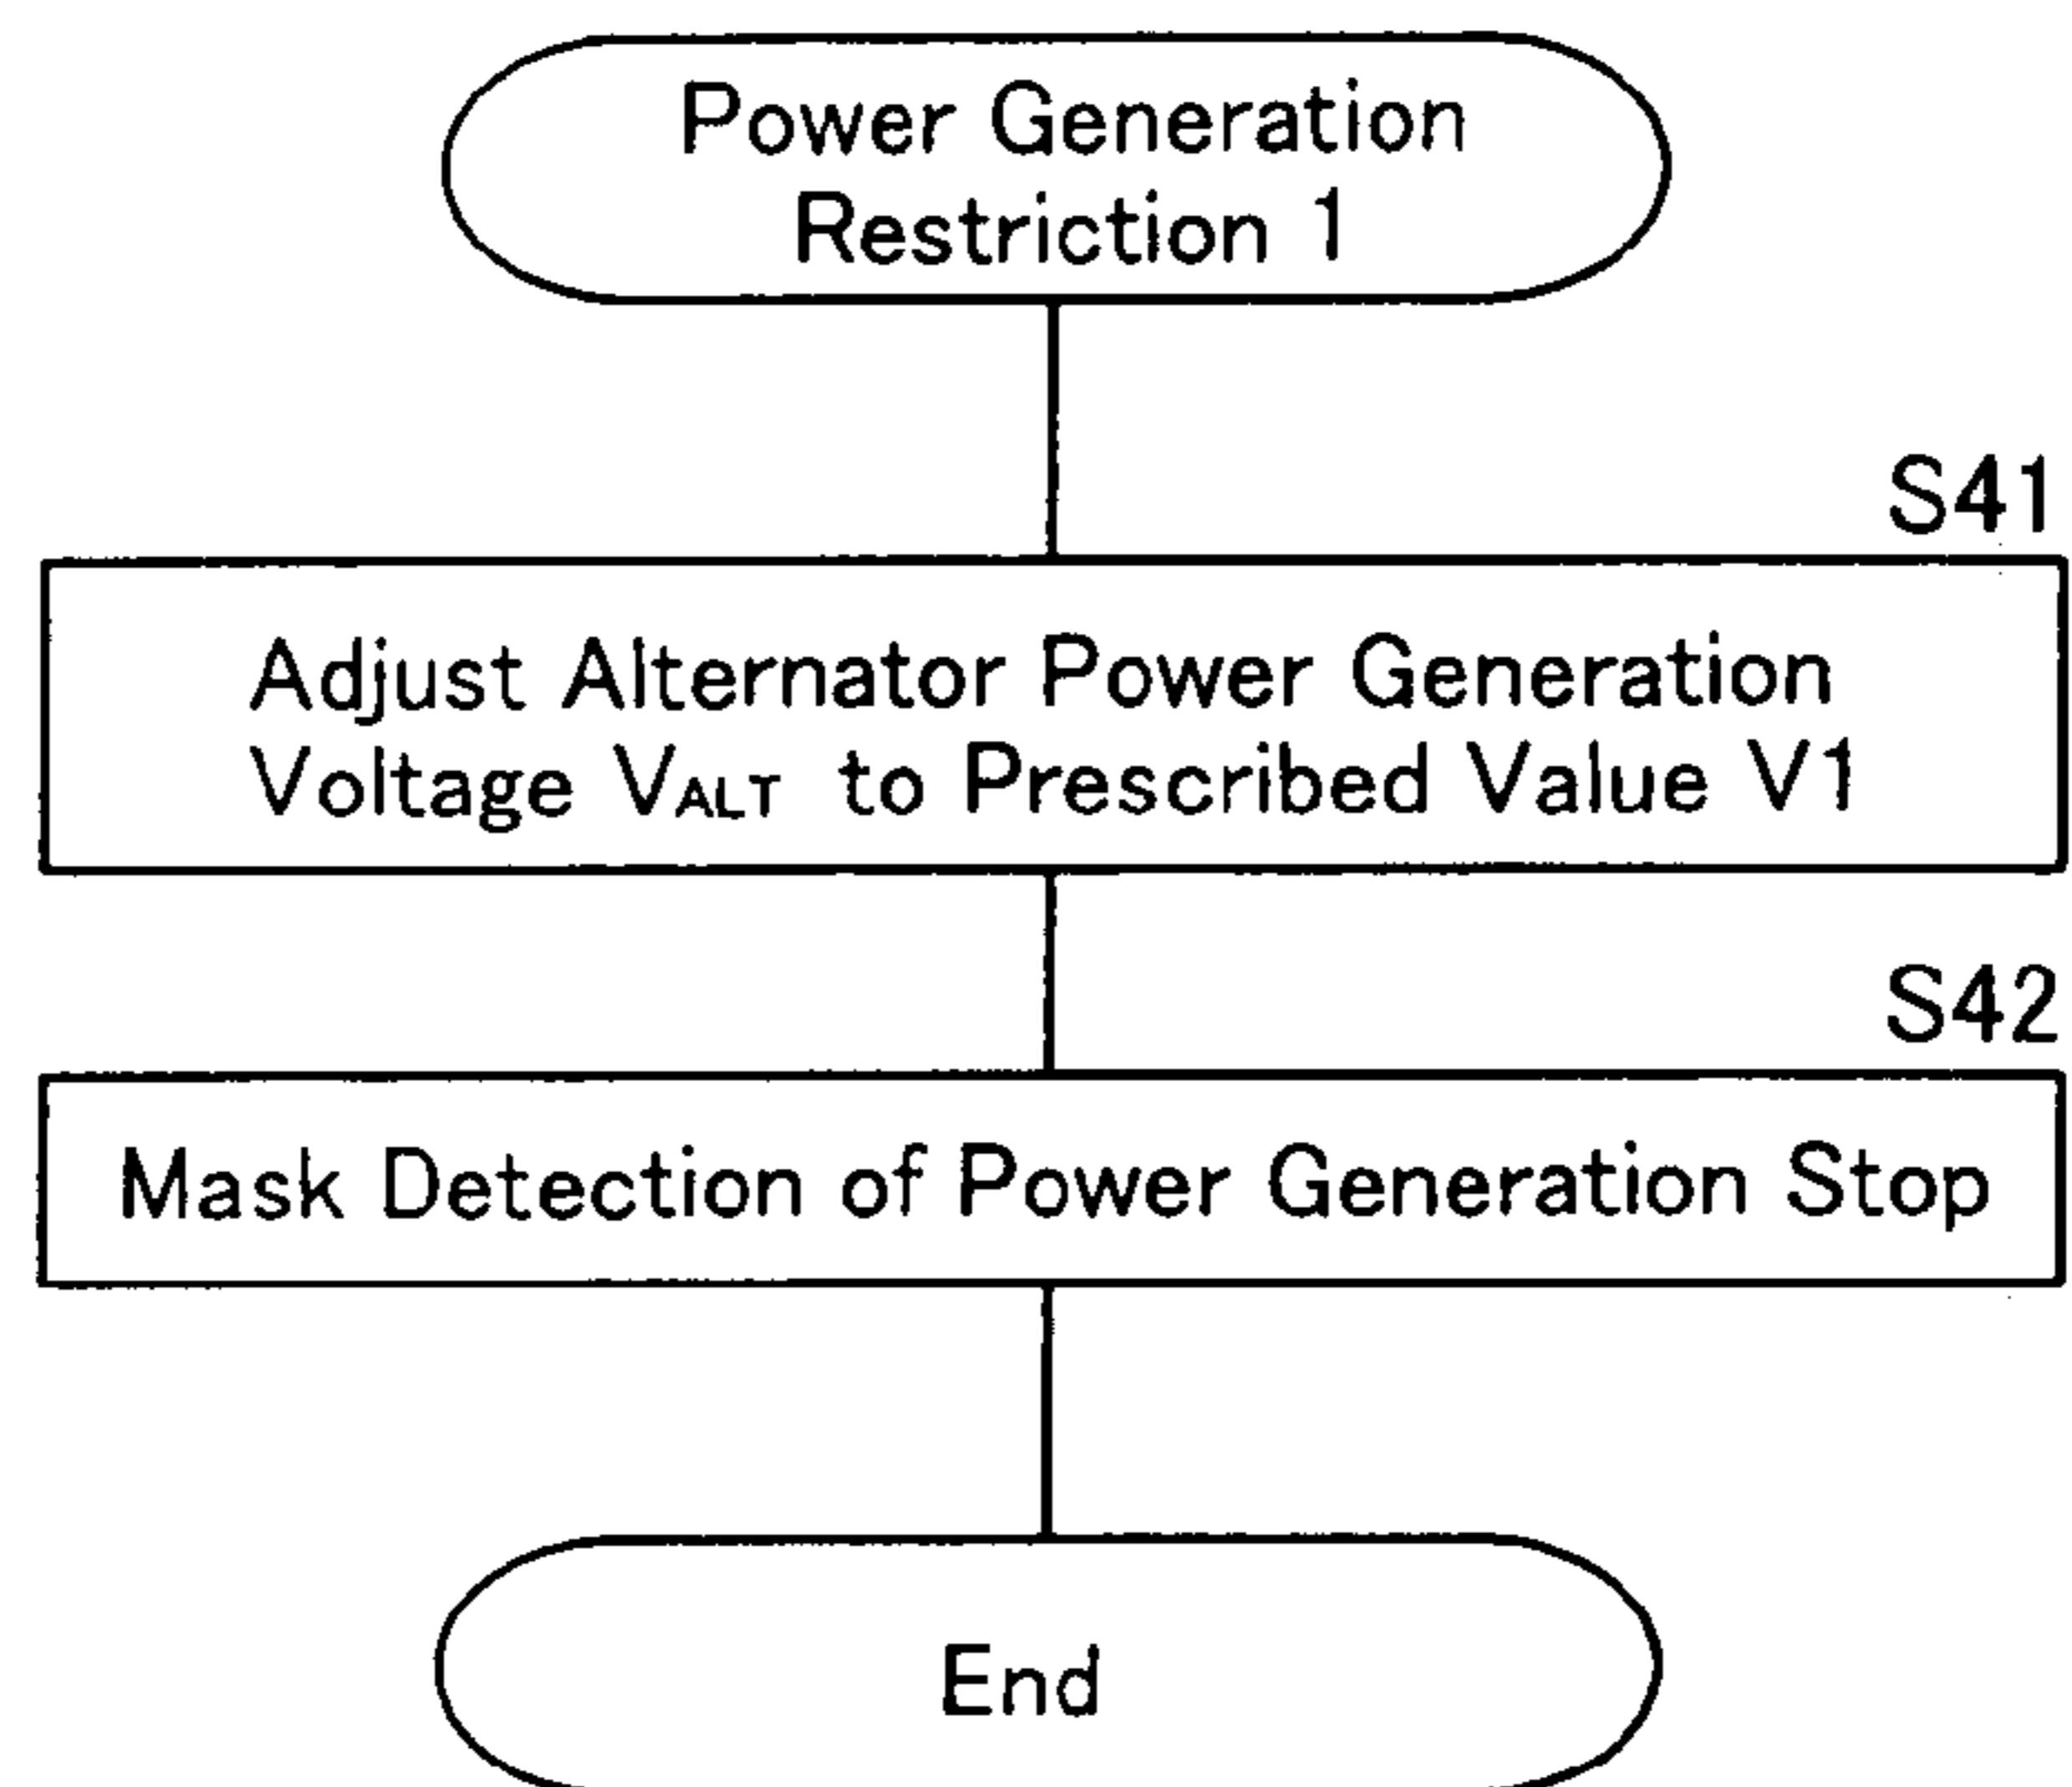 Power Generation
Restriction 1
S41
Adjust Alternator Power Generation
Voltage VALT to Prescribed Value V1
S42
Mask Detection of Power Generation Stop
End